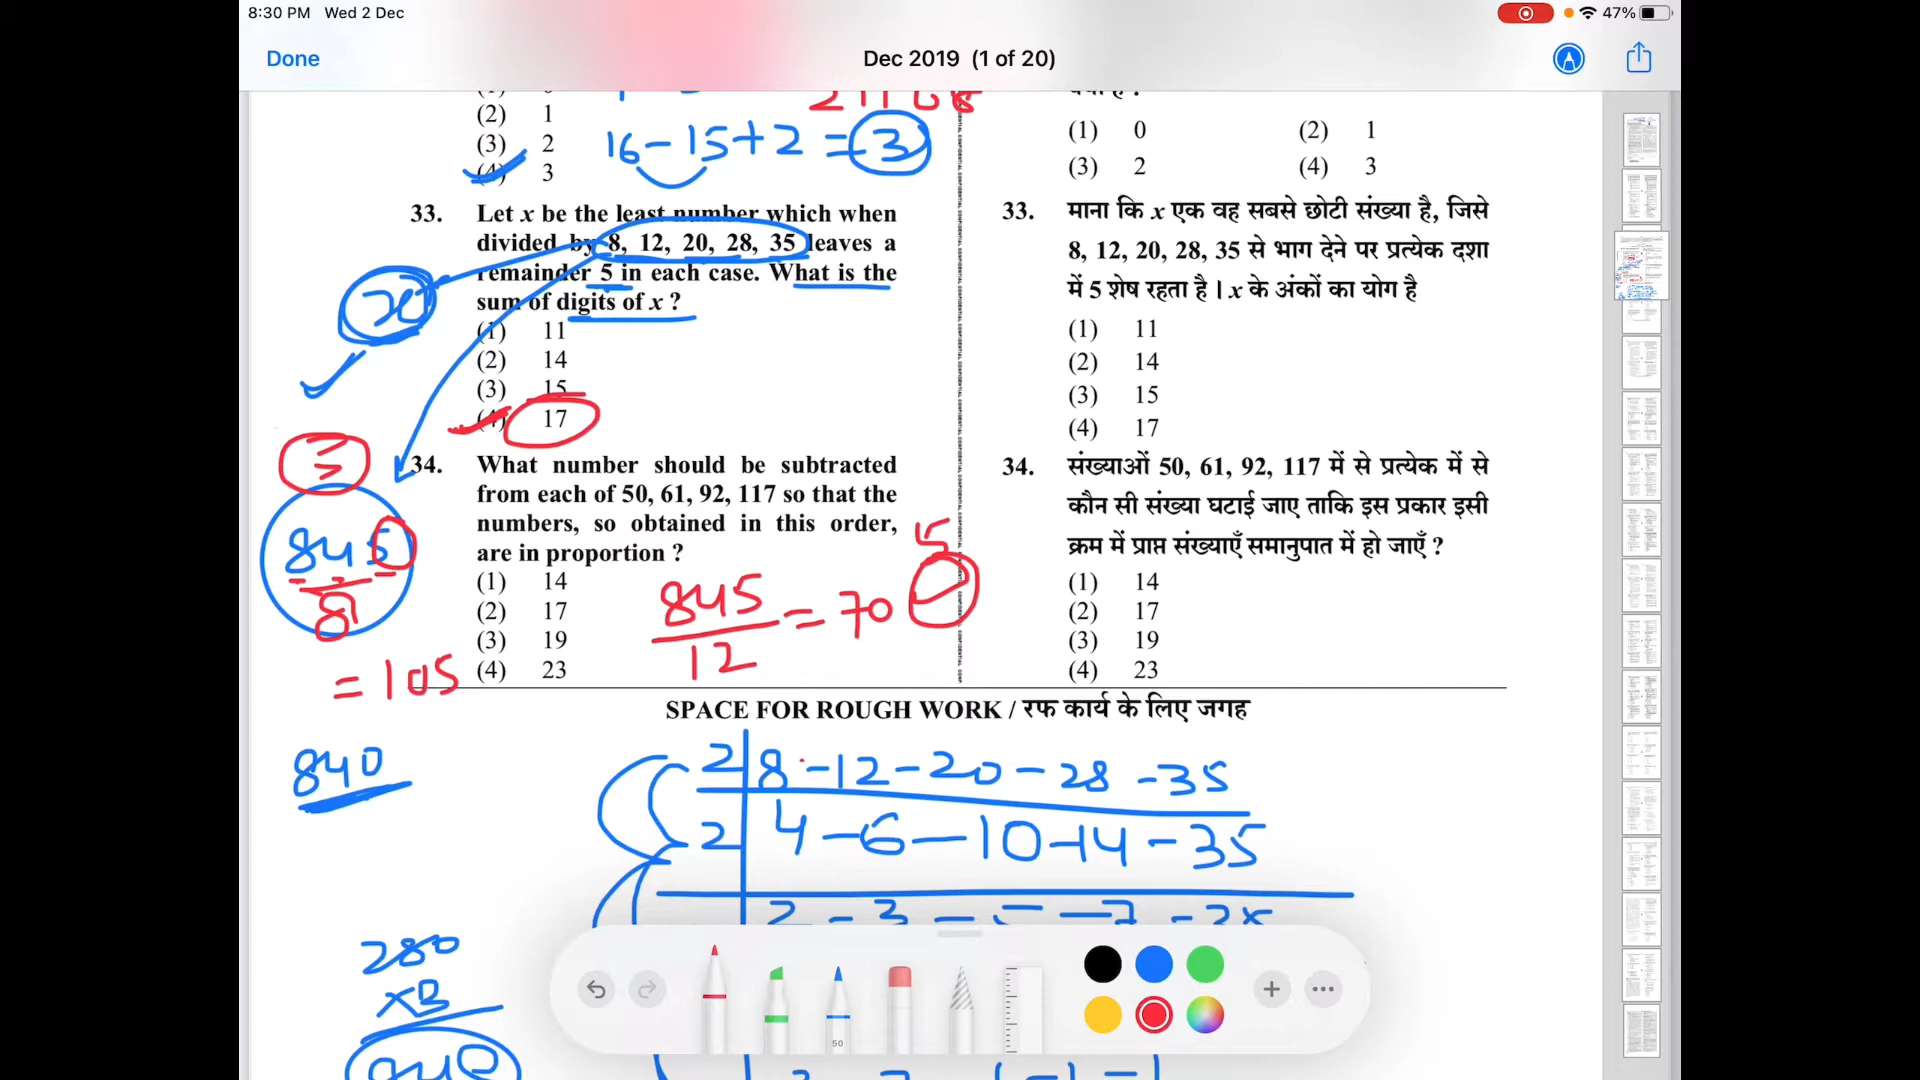 8:30 PM Wed 2 Dec
47%
Done
Dec 2019 (1 of 20)
(2) 1
(3) 2
(4) 3
16 - 15 + 2 = 3
33. Let x be the least number which when
divided by 8, 12, 20, 28, 35 leaves a
remainder 5 in each case. What is the
sum of digits of x ?
(1) 11
(2) 14
(3) 15
(4) 17
x
5
845
8
= 105
840
34. What number should be subtracted
from each of 50, 61, 92, 117 so that the
numbers, so obtained in this order,
are in proportion ?
(1) 14
(2) 17
(3) 19
(4) 23
845
12
= 70
5
(1) 0 (2) 1
(3) 2 (4) 3
33. माना कि x एक वह सबसे छोटी संख्या है, जिसे
8, 12, 20, 28, 35 से भाग देने पर प्रत्येक दशा
में 5 शेष रहता है । x के अंकों का योग है
(1) 11
(2) 14
(3) 15
(4) 17
34. संख्याओं 50, 61, 92, 117 में से प्रत्येक में से
कौन सी संख्या घटाई जाए ताकि इस प्रकार इसी
क्रम में प्राप्त संख्याएँ समानुपात में हो जाएँ ?
(1) 14
(2) 17
(3) 19
(4) 23
SPACE FOR ROUGH WORK / रफ कार्य के लिए जगह
2 8 - 12 - 20 - 28 - 35
2 4 - 6 - 10 - 14 - 35
280
x3
50